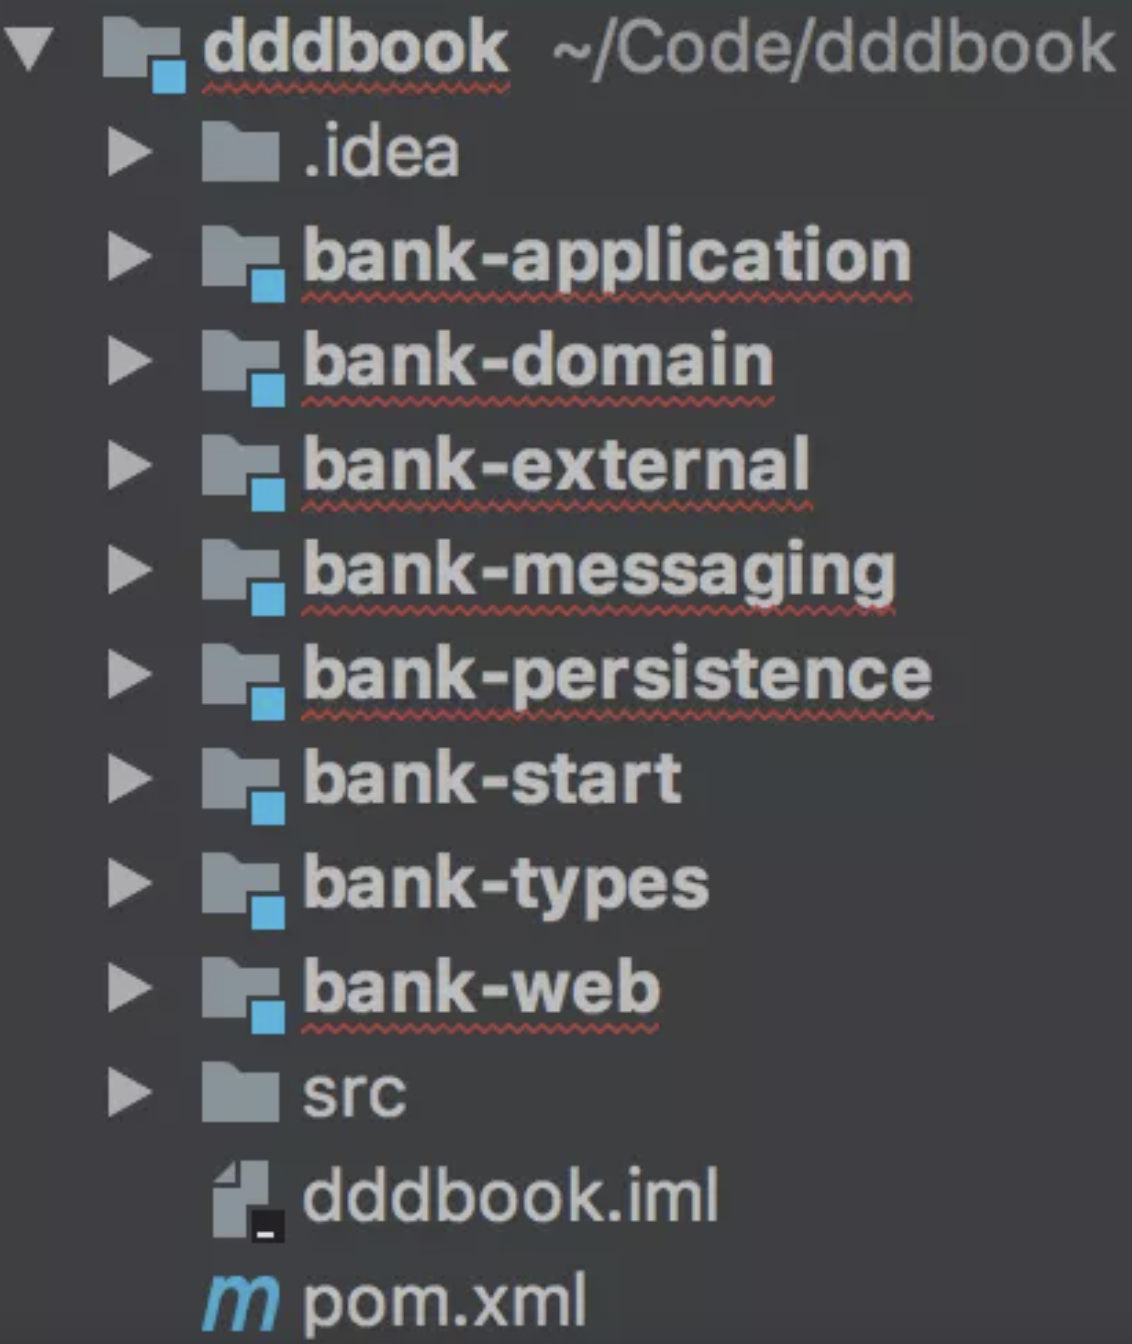 dddbook ~/Code/dddbook
.idea
bank-application
bank-domain
bank-external
bank-messaging
bank-persistence
bank-start
bank-types
bank-web
src
dddbook.iml
m pom.xml